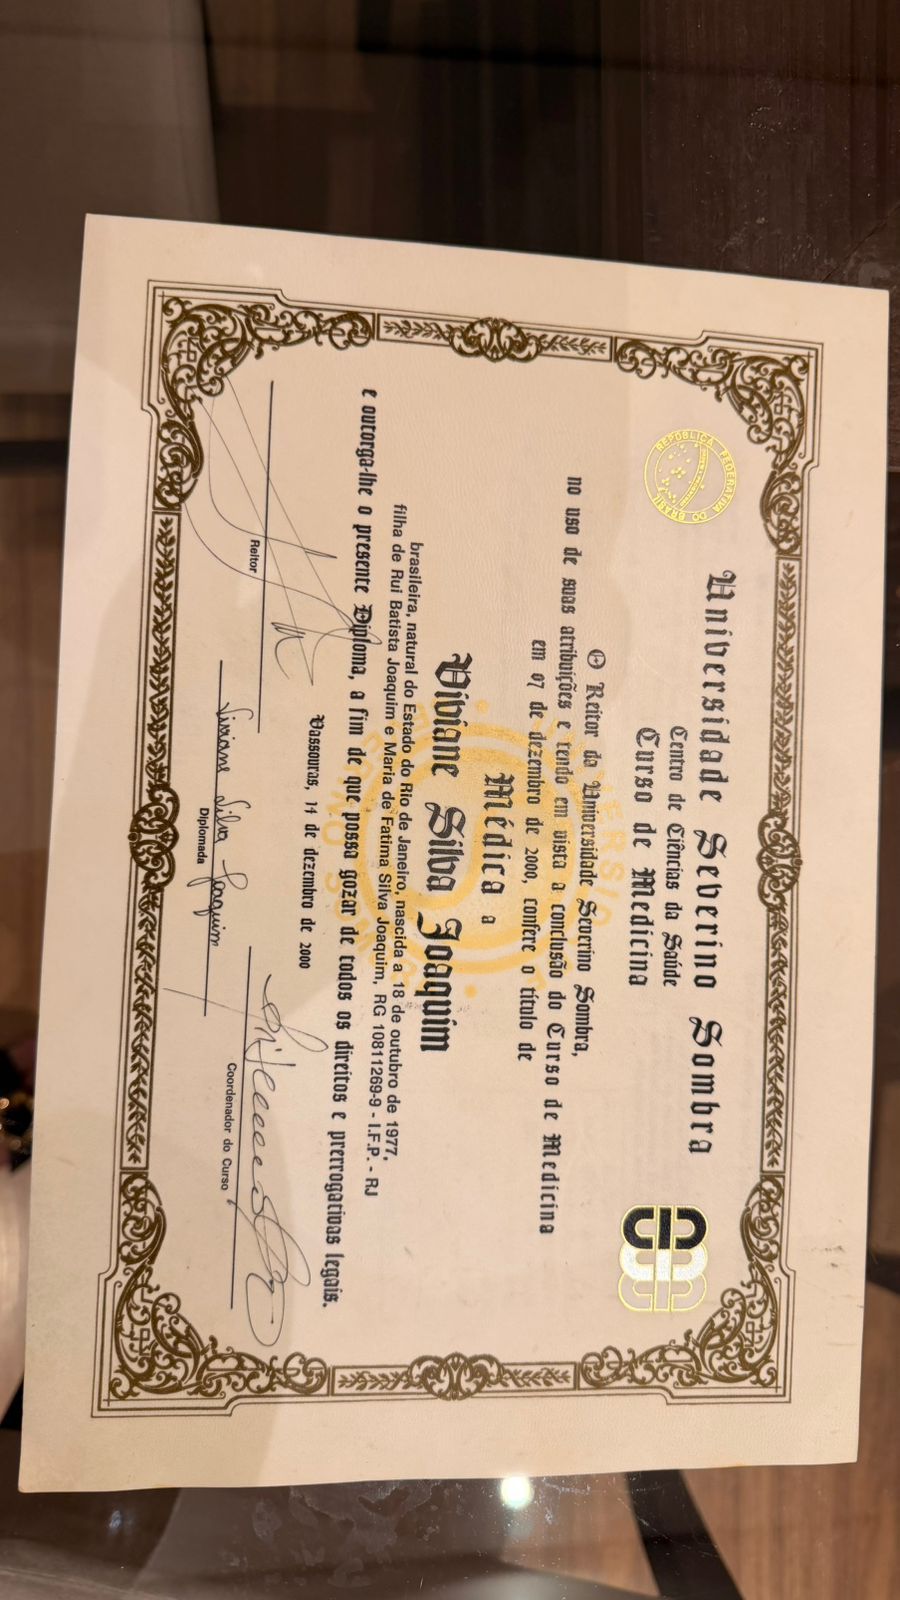 REPÚBLICA FEDERATIVA DO BRASIL
Universidade Severino Sombra
Centro de Ciências da Saúde
Curso de Medicina
O Reitor da Universidade Severino Sombra,
no uso de suas atribuições e tendo em vista a conclusão do Curso de Medicina
em 07 de dezembro de 2000, confere o título de
Médica a
Vibiane Silva Joaquim
brasileira, natural do Estado do Rio de Janeiro, nascida a 18 de outubro de 1977,
filha de Rui Batista Joaquim e Maria de Fatima Silva Joaquim, RG 10811269-9 - I.F.P. - RJ
e outorga-lhe o presente Diploma, a fim de que possa gozar de todos os direitos e prerrogativas legais.
Vassouras, 14 de dezembro de 2000
Reitor
Viviane Silva Joaquim
Diplomada
Coordenador do Curso